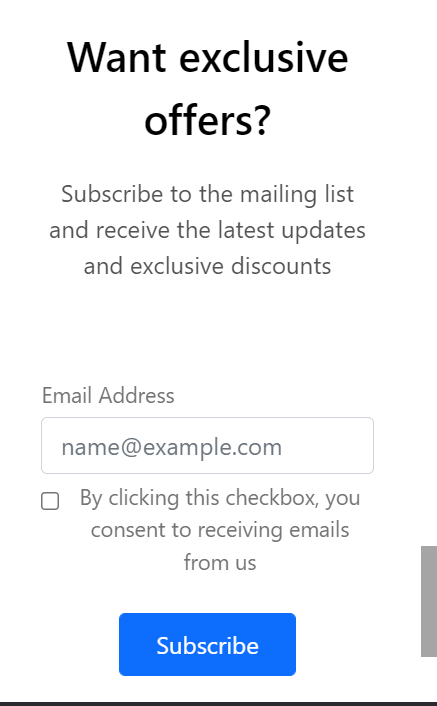 Want exclusive
offers?
Subscribe to the mailing list
and receive the latest updates
and exclusive discounts
Email Address
name@example.com
By clicking this checkbox, you
consent to receiving emails
from us
Subscribe